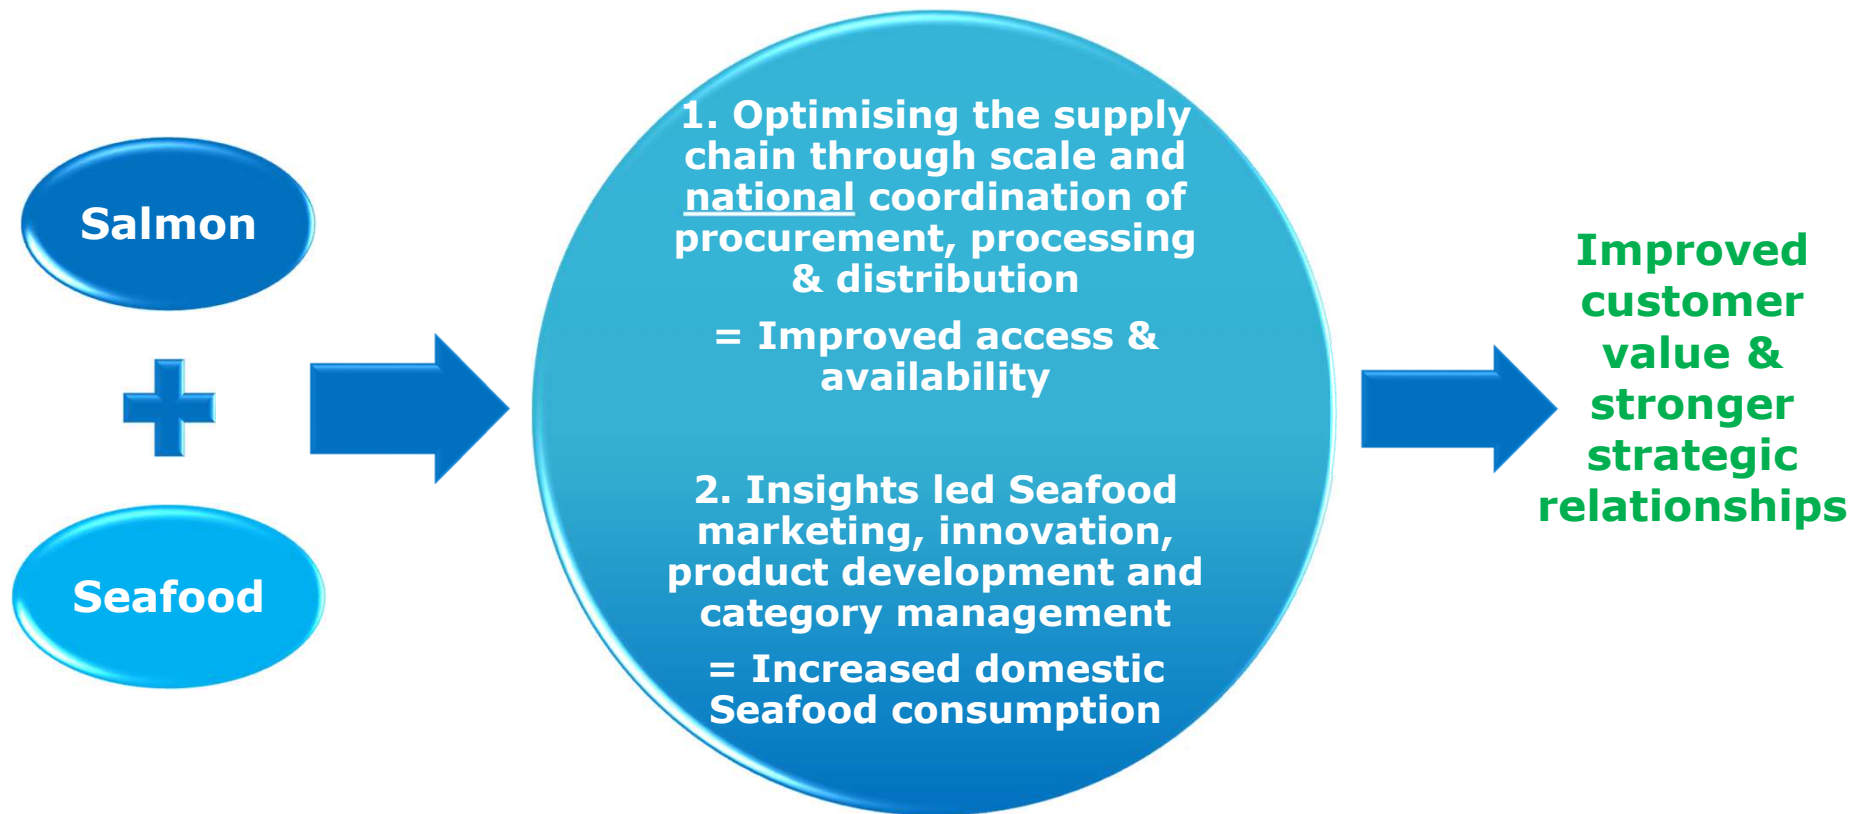 Salmon
Seafood
1. Optimising the supply
chain through scale and
national coordination of
procurement, processing
& distribution
= Improved access &
availability
2. Insights led Seafood
marketing, innovation,
product development and
category management
= Increased domestic
Seafood consumption
Improved
customer
value &
stronger
strategic
relationships